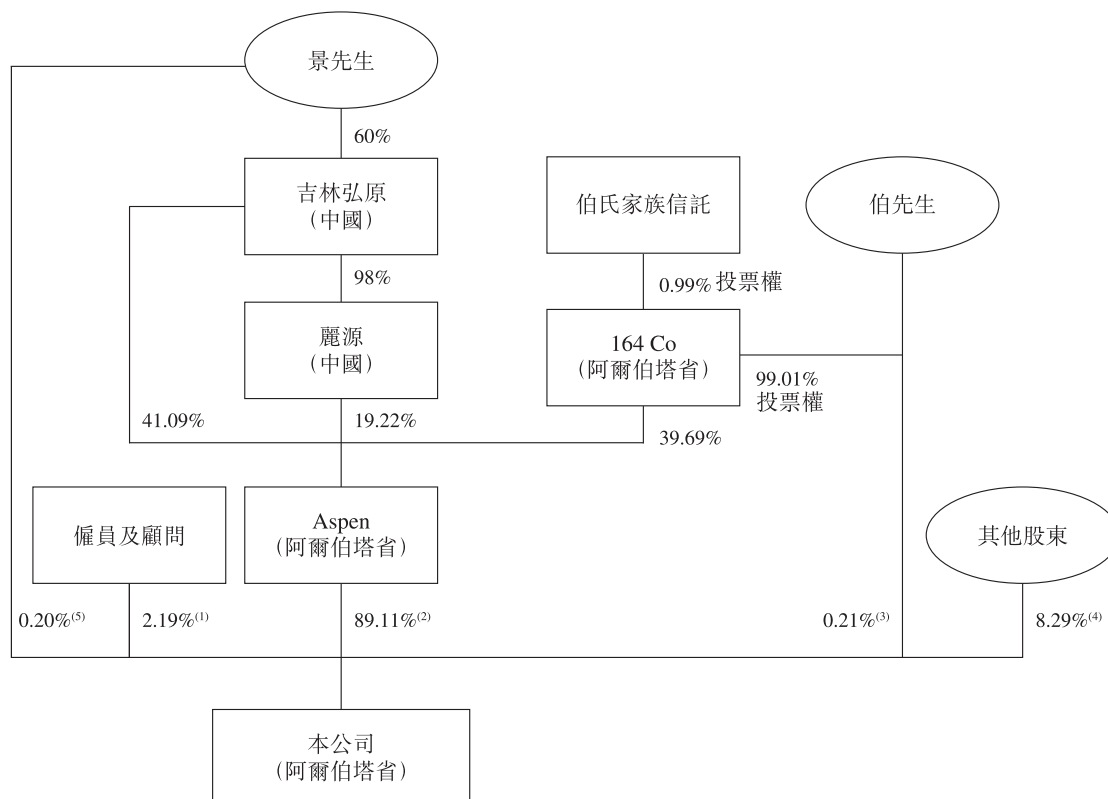 景先生
60%
吉林弘原
（中國）
伯氏家族信託
伯先生
98%
0.99% 投票權
麗源
（中國）
164 Co
（阿爾伯塔省）
99.01%
投票權
41.09%
19.22%
39.69%
僱員及顧問
Aspen
（阿爾伯塔省）
其他股東
0.20%(5)
2.19%(1)
89.11%(2)
0.21%(3)
8.29%(4)
本公司
（阿爾伯塔省）